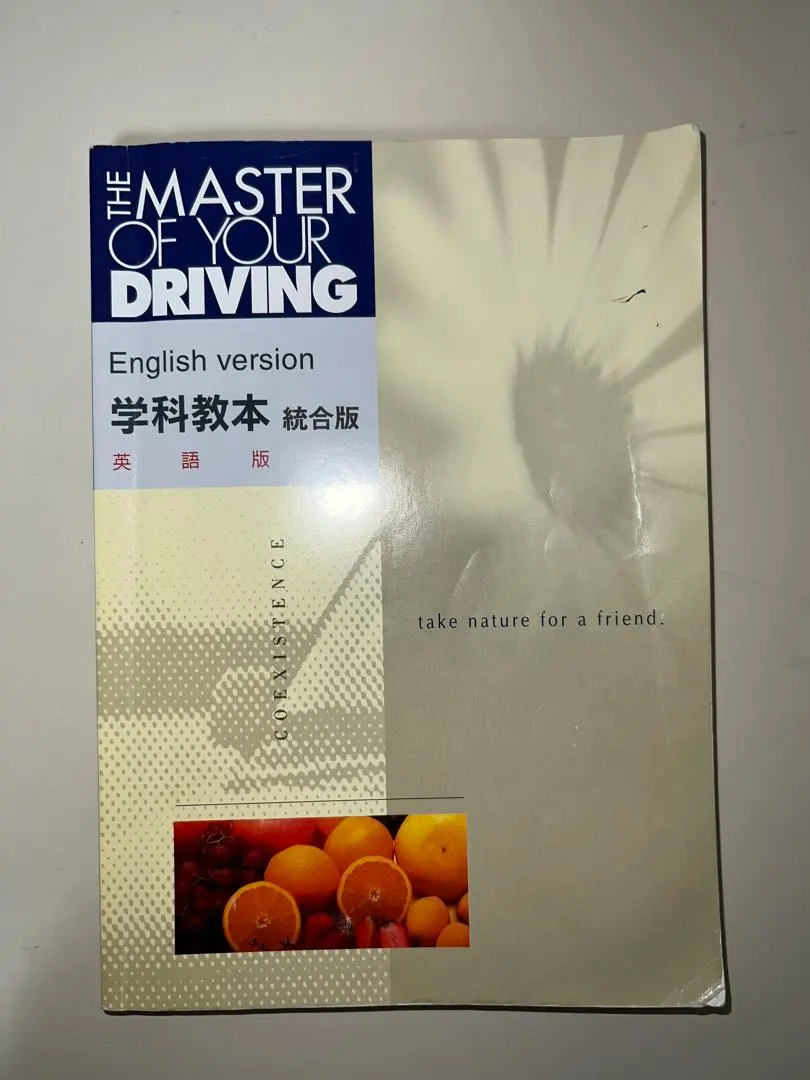 THE MASTER
OF YOUR
DRIVING
English version
学科教本 統合版
英語版
COEXISTENCE
take nature for a friend.